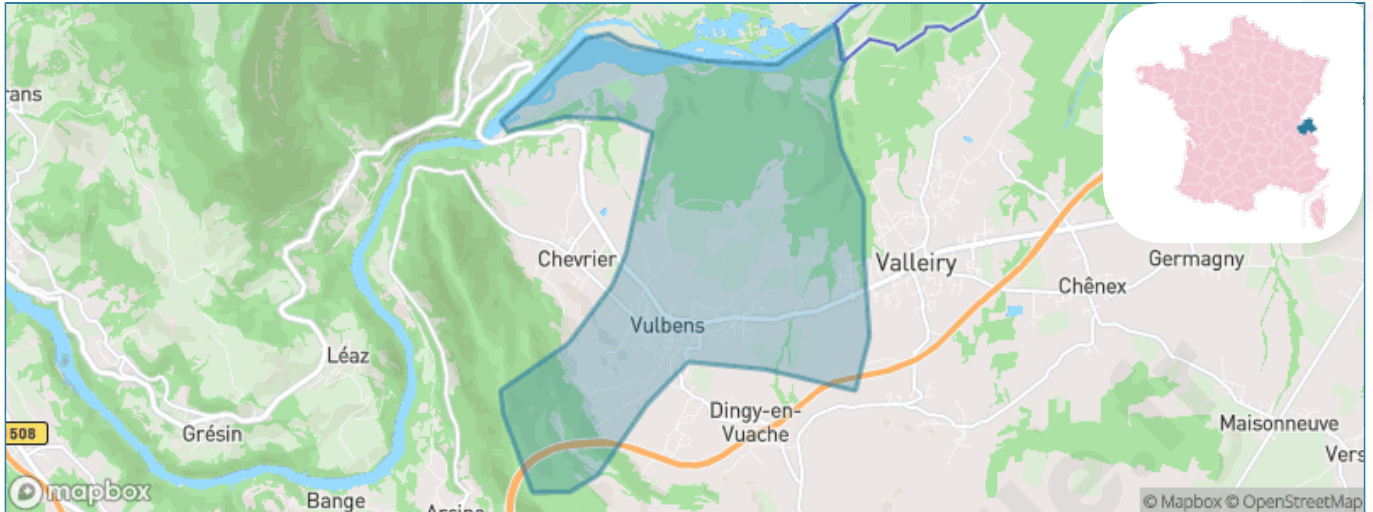 rans
Chevrier
Valleiry
Germagny
Chênex
Vulbens
Léaz
Dingy-en-
Vuache
Maisonneuve
508
Grésin
Vers
mapbox
Bange
© Mapbox © OpenStreetMap